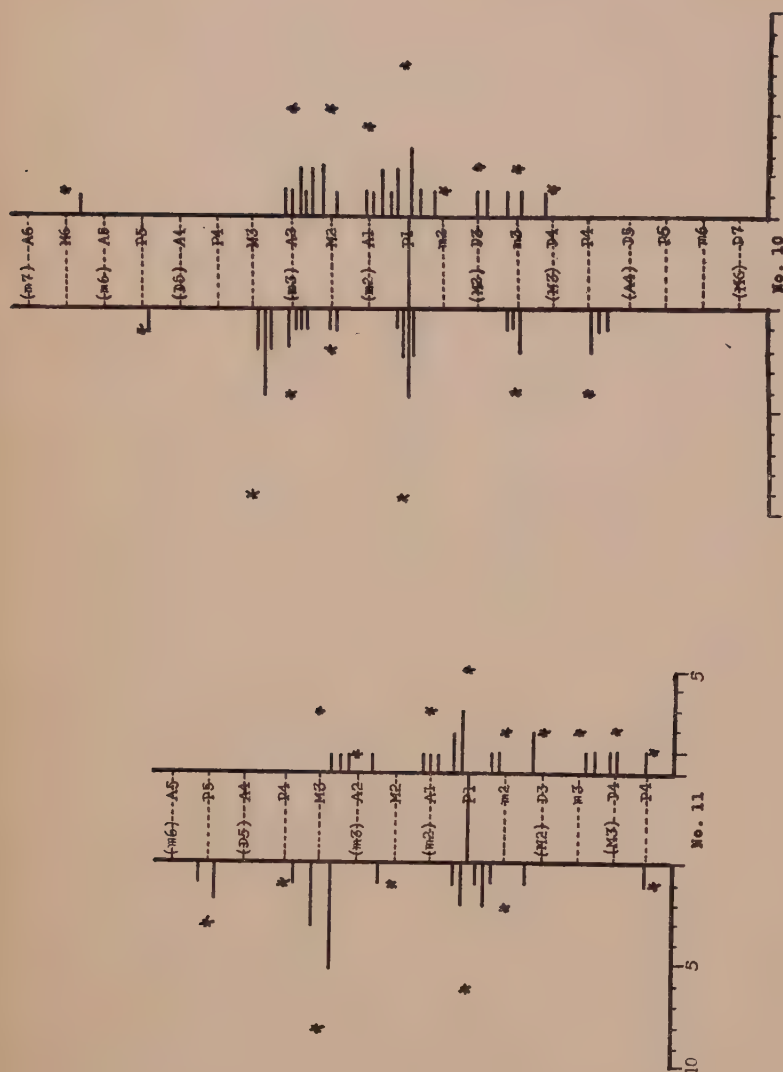 (m7)---A6
------M6
(m6)---A5
------P5
(D5)---A4
------P4
------M3
(m3)---A2
------M2
(m2)---A1
P1
------m2
(M2)---D3
------m3
(M3)---D4
------P4
(A4)---D5
------P5
------m6
(M6)---D7
No. 10
(m6)---A5
------P5
(D5)---A4
------P4
------M3
(m3)---A2
------M2
(m2)---A1
P1
------m2
(M2)---D3
------m3
(M3)---D4
------P4
No. 11
5
5
10